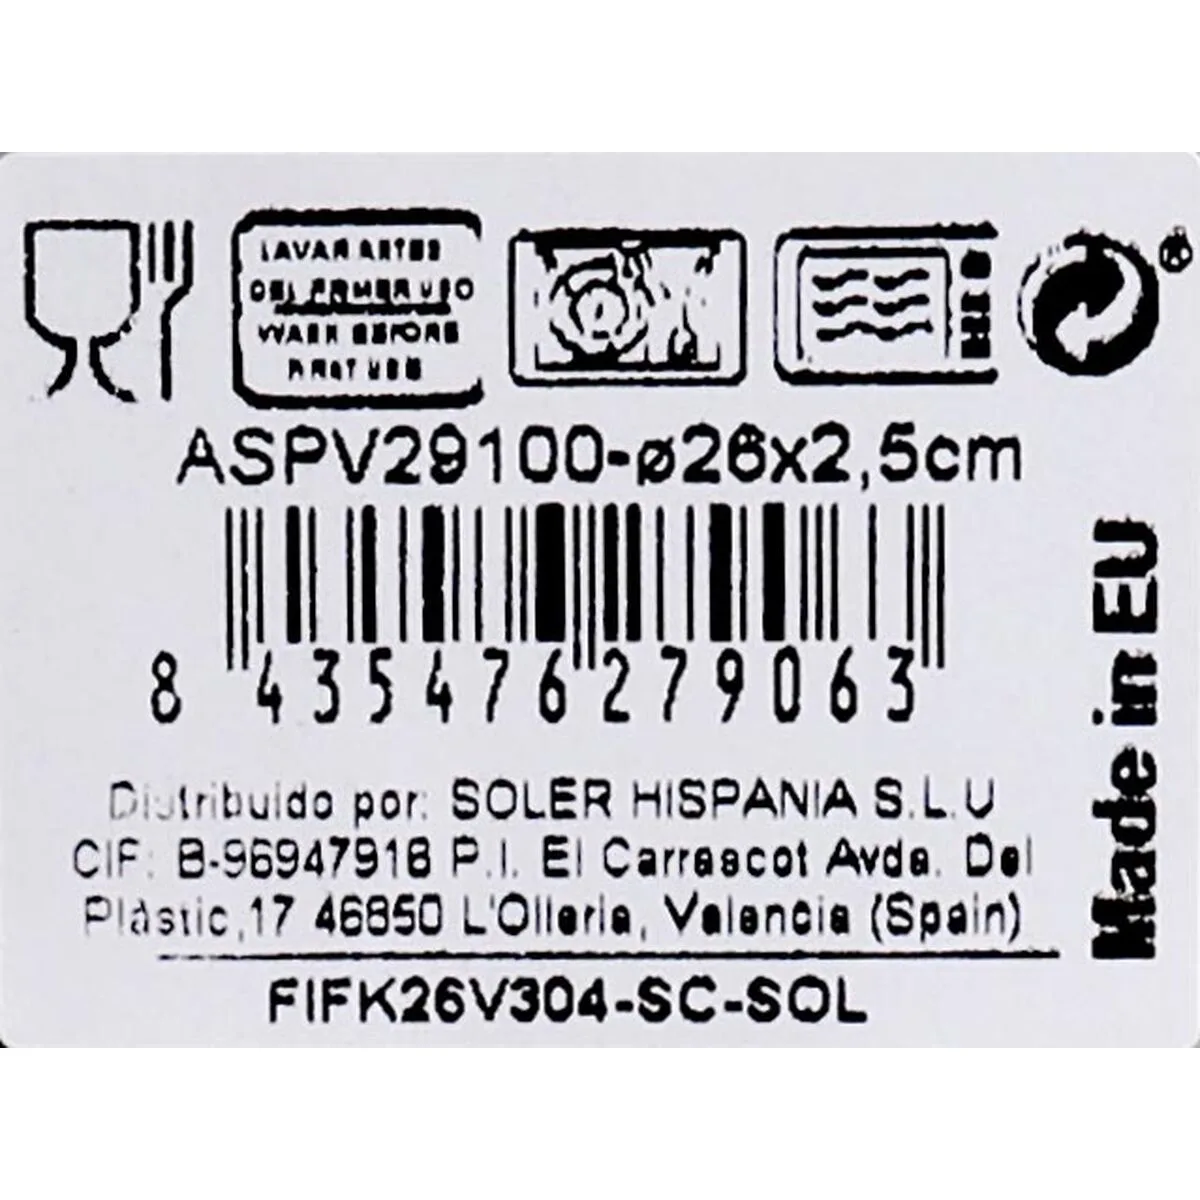 LAVAR ANTES
DEL PRIMER USO
WASH BEFORE
FIRST USE
®
ASPV29100-ø26x2,5cm
8 435476 279063
Made in EU
Distribuido por: SOLER HISPANIA S.L.U
CIF: B-96947918 P.I. El Carrascot Avda. Del
Plàstic,17 46850 L'Olleria, Valencia (Spain)
FIFK26V304-SC-SOL